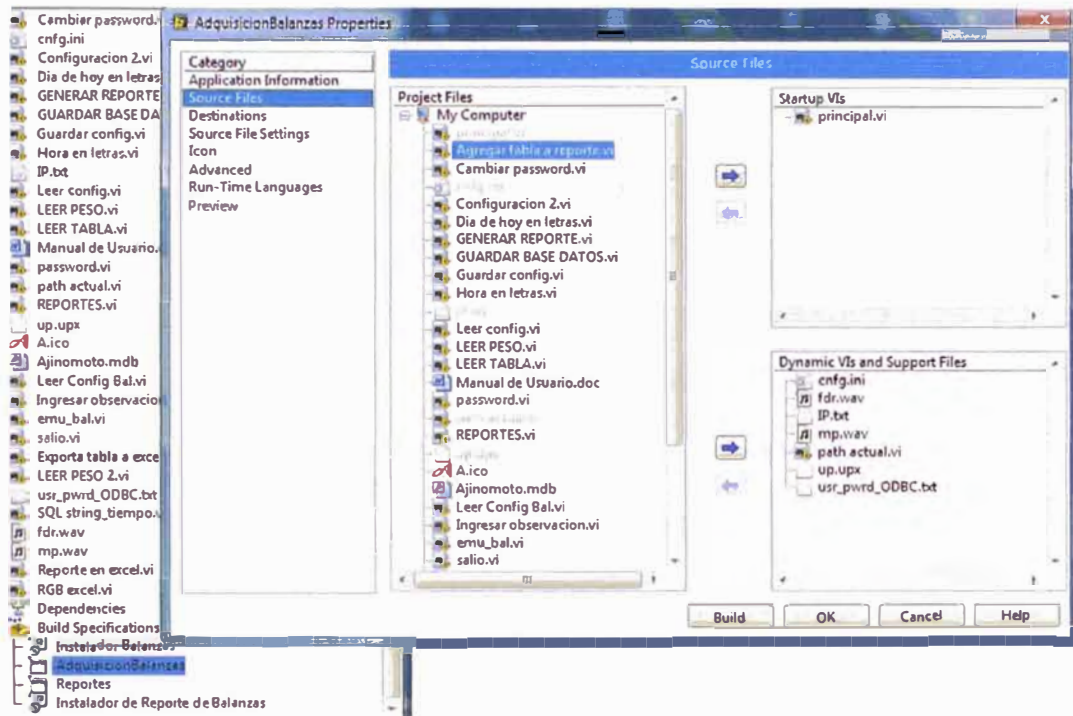 Cambiar password.
cnfg.ini
Configuracion 2.vi
Dia de hoy en letras
GENERAR REPORTE
GUARDAR BASE DA
Guardar config.vi
Hora en letras.vi
IP.txt
Leer config.vi
LEER PESO.vi
LEER TABLA.vi
Manual de Usuario.
password.vi
path actual.vi
REPORTES.vi
up.upx
A.ico
Ajinomoto.mdb
Leer Config Bal.vi
Ingresar observacio
emu_bal.vi
salio.vi
Exporta tabla a exce
LEER PESO 2.vi
usr_pwrd_ODBC.txt
SQL string_tiempo.
fdr.wav
mp.wav
Reporte en excel.vi
RGB excel.vi
Dependencies
Build Specifications
Instalador Balanzas
AdquisicionBalanzas
Reportes
Instalador de Reporte de Balanzas
AdquisicionBalanzas Properties
x
Category
Application Information
Source Files
Destinations
Source File Settings
Icon
Advanced
Run-Time Languages
Preview
Source Files
Project Files
My Computer
Agregar tabla a reporte.vi
Cambiar password.vi
Configuracion 2.vi
Dia de hoy en letras.vi
GENERAR REPORTE.vi
GUARDAR BASE DATOS.vi
Guardar config.vi
Hora en letras.vi
Leer config.vi
LEER PESO.vi
LEER TABLA.vi
Manual de Usuario.doc
password.vi
REPORTES.vi
A.ico
Ajinomoto.mdb
Leer Config Bal.vi
Ingresar observacion.vi
emu_bal.vi
salio.vi
Startup VIs
principal.vi
Dynamic VIs and Support Files
cnfg.ini
fdr.wav
IP.txt
mp.wav
path actual.vi
up.upx
usr_pwrd_ODBC.txt
Build
OK
Cancel
Help